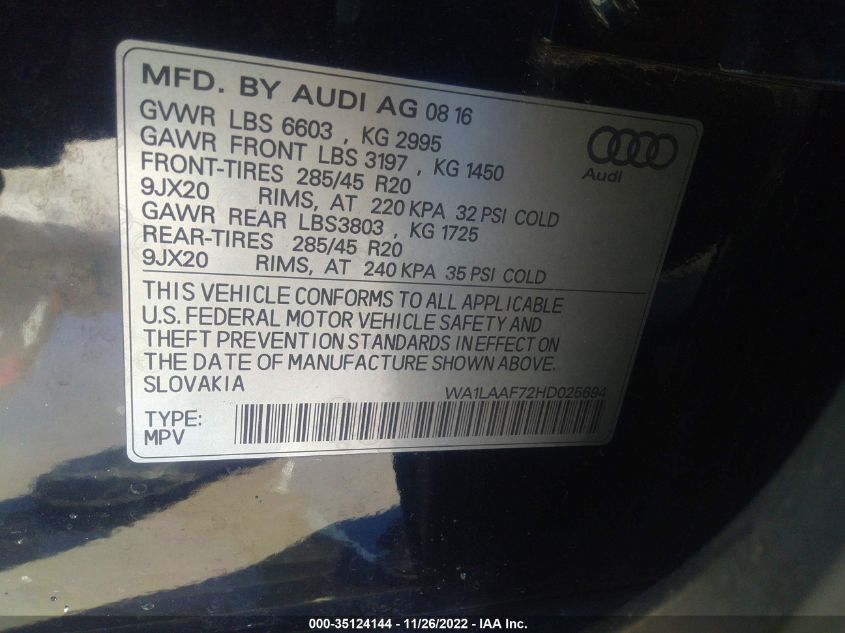 MFD. BY AUDI AG 08 16
GVWR LBS 6603 , KG 2995
GAWR FRONT LBS 3197 , KG 1450
FRONT-TIRES 285/45 R20
9JX20 RIMS, AT 220 KPA 32 PSI COLD
GAWR REAR LBS3803 , KG 1725
REAR-TIRES 285/45 R20
9JX20 RIMS, AT 240 KPA 35 PSI COLD
Audi
THIS VEHICLE CONFORMS TO ALL APPLICABLE
U.S. FEDERAL MOTOR VEHICLE SAFETY AND
THEFT PREVENTION STANDARDS IN EFFECT ON
THE DATE OF MANUFACTURE SHOWN ABOVE.
SLOVAKIA WA1LAAF72HD025694
TYPE:
MPV
000-35124144 - 11/26/2022 - IAA Inc.